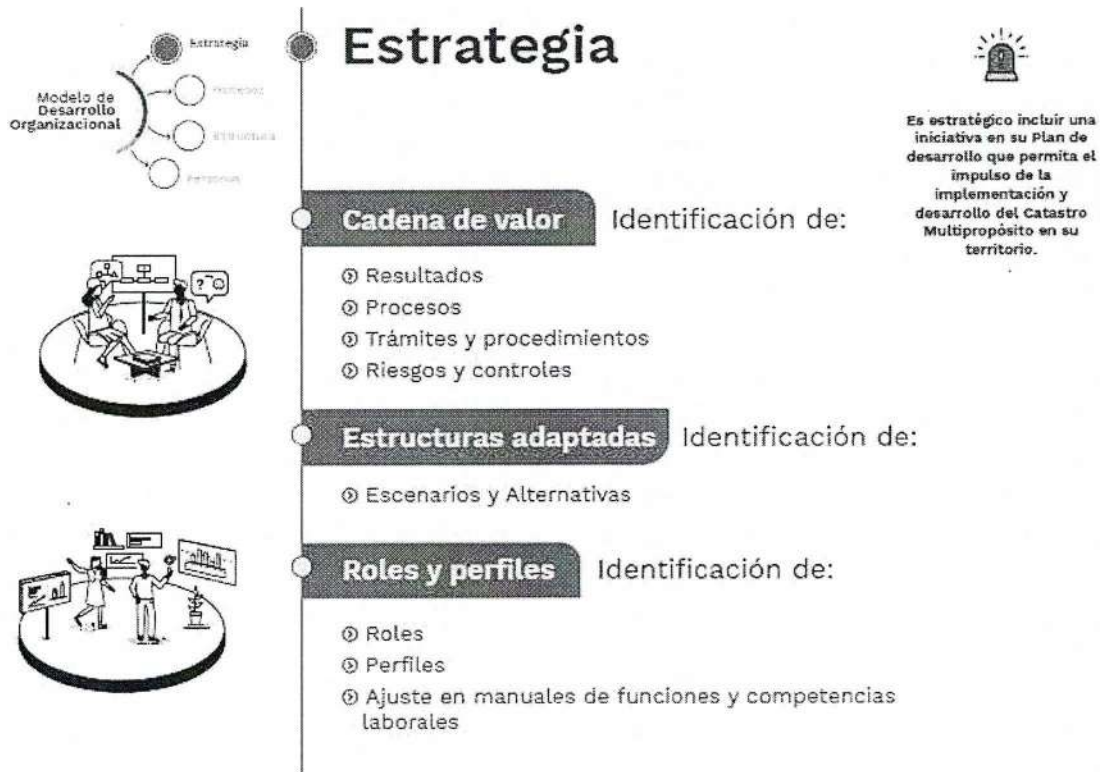 Estrategia
Modelo de
Desarrollo
Organizacional
Estructura
Estrategia
Es estratégico incluir una
iniciativa en su Plan de
desarrollo que permita el
impulso de la
implementación y
desarrollo del Catastro
Multipropósito en su
territorio.
Cadena de valor Identificación de:
Resultados
Procesos
Trámites y procedimientos
Riesgos y controles
Estructuras adaptadas Identificación de:
Escenarios y Alternativas
Roles y perfiles Identificación de:
Roles
Perfiles
Ajuste en manuales de funciones y competencias
laborales